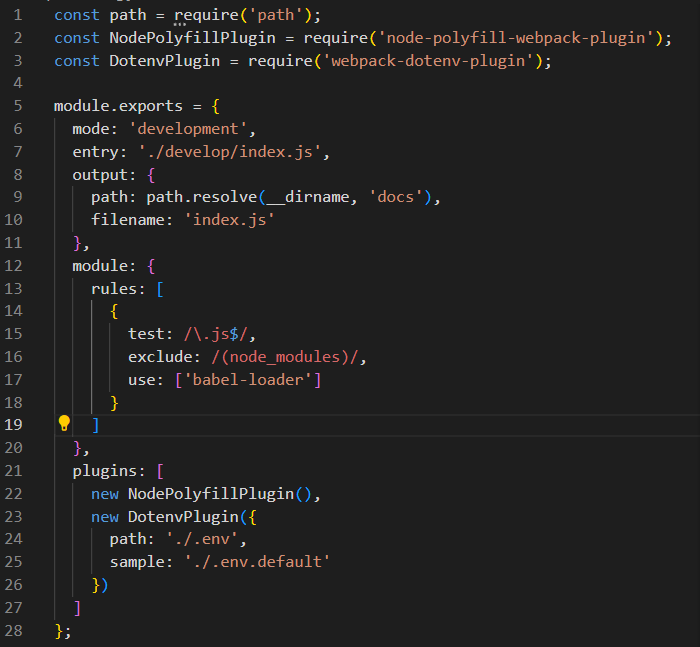 1 const path = require('path');
2 const NodePolyfillPlugin = require('node-polyfill-webpack-plugin');
3 const DotenvPlugin = require('webpack-dotenv-plugin');
4
5 module.exports = {
6   mode: 'development',
7   entry: './develop/index.js',
8   output: {
9     path: path.resolve(__dirname, 'docs'),
10     filename: 'index.js'
11   },
12   module: {
13     rules: [
14       {
15         test: /\.js$/,
16         exclude: /(node_modules)/,
17         use: ['babel-loader']
18       }
19     ]
20   },
21   plugins: [
22     new NodePolyfillPlugin(),
23     new DotenvPlugin({
24       path: './.env',
25       sample: './.env.default'
26     })
27   ]
28 };